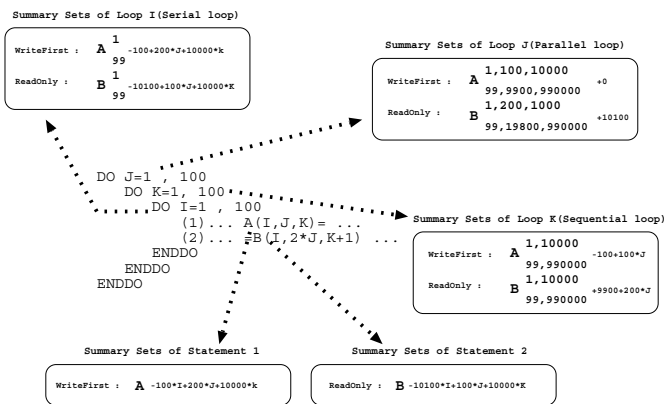 Summary Sets of Loop I(Serial loop)
WriteFirst : A 1 99 -100+200*J+10000*k
ReadOnly : B 1 99 -10100+100*J+10000*K
Summary Sets of Loop J(Parallel loop)
WriteFirst : A 1,100,10000 99,9900,990000 +0
ReadOnly : B 1,200,1000 99,19800,990000 +10100
DO J=1 , 100
DO K=1, 100
DO I=1 , 100
(1)... A(I,J,K)= ...
(2)... =B(I,2*J,K+1) ...
ENDDO
ENDDO
ENDDO
Summary Sets of Loop K(Sequential loop)
WriteFirst : A 1,10000 99,990000 -100+100*J
ReadOnly : B 1,10000 99,990000 +9900+200*J
Summary Sets of Statement 1
WriteFirst : A -100*I+200*J+10000*k
Summary Sets of Statement 2
ReadOnly : B -10100*I+100*J+10000*K